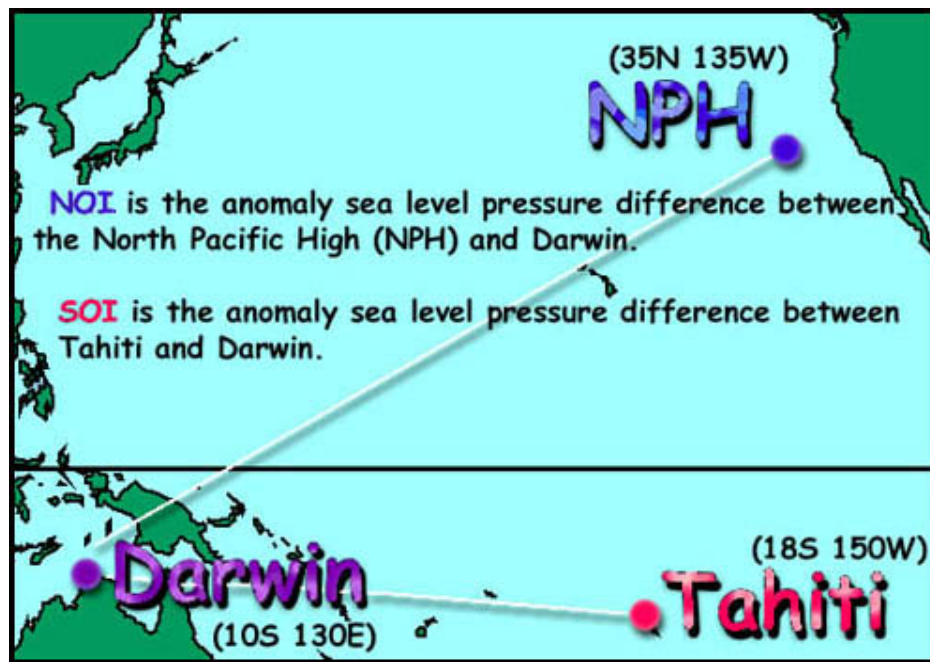 (35N 135W)
NPH
NOI is the anomaly sea level pressure difference between
the North Pacific High (NPH) and Darwin.
SOI is the anomaly sea level pressure difference between
Tahiti and Darwin.
(18S 150W)
Darwin
Tahiti
(10S 130E)